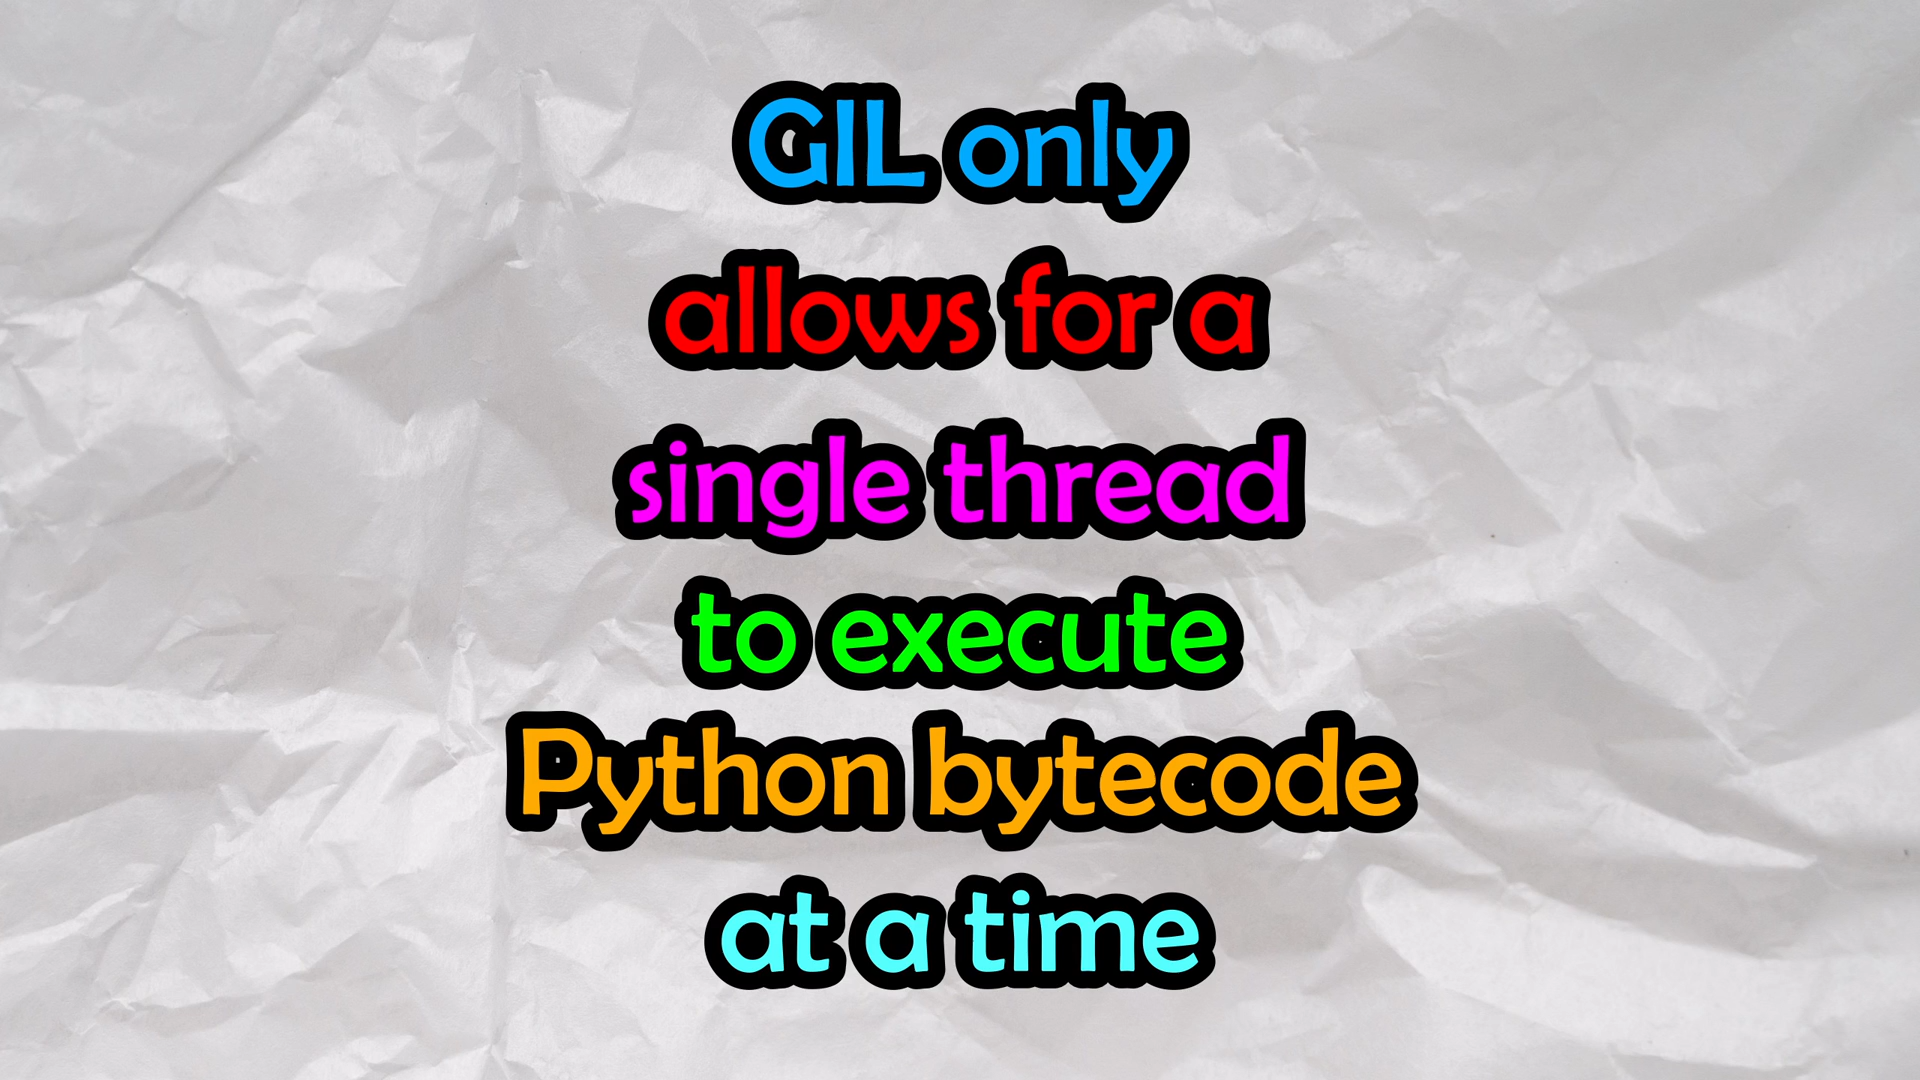 GIL only
allows for a
single thread
to execute
Python bytecode
at a time